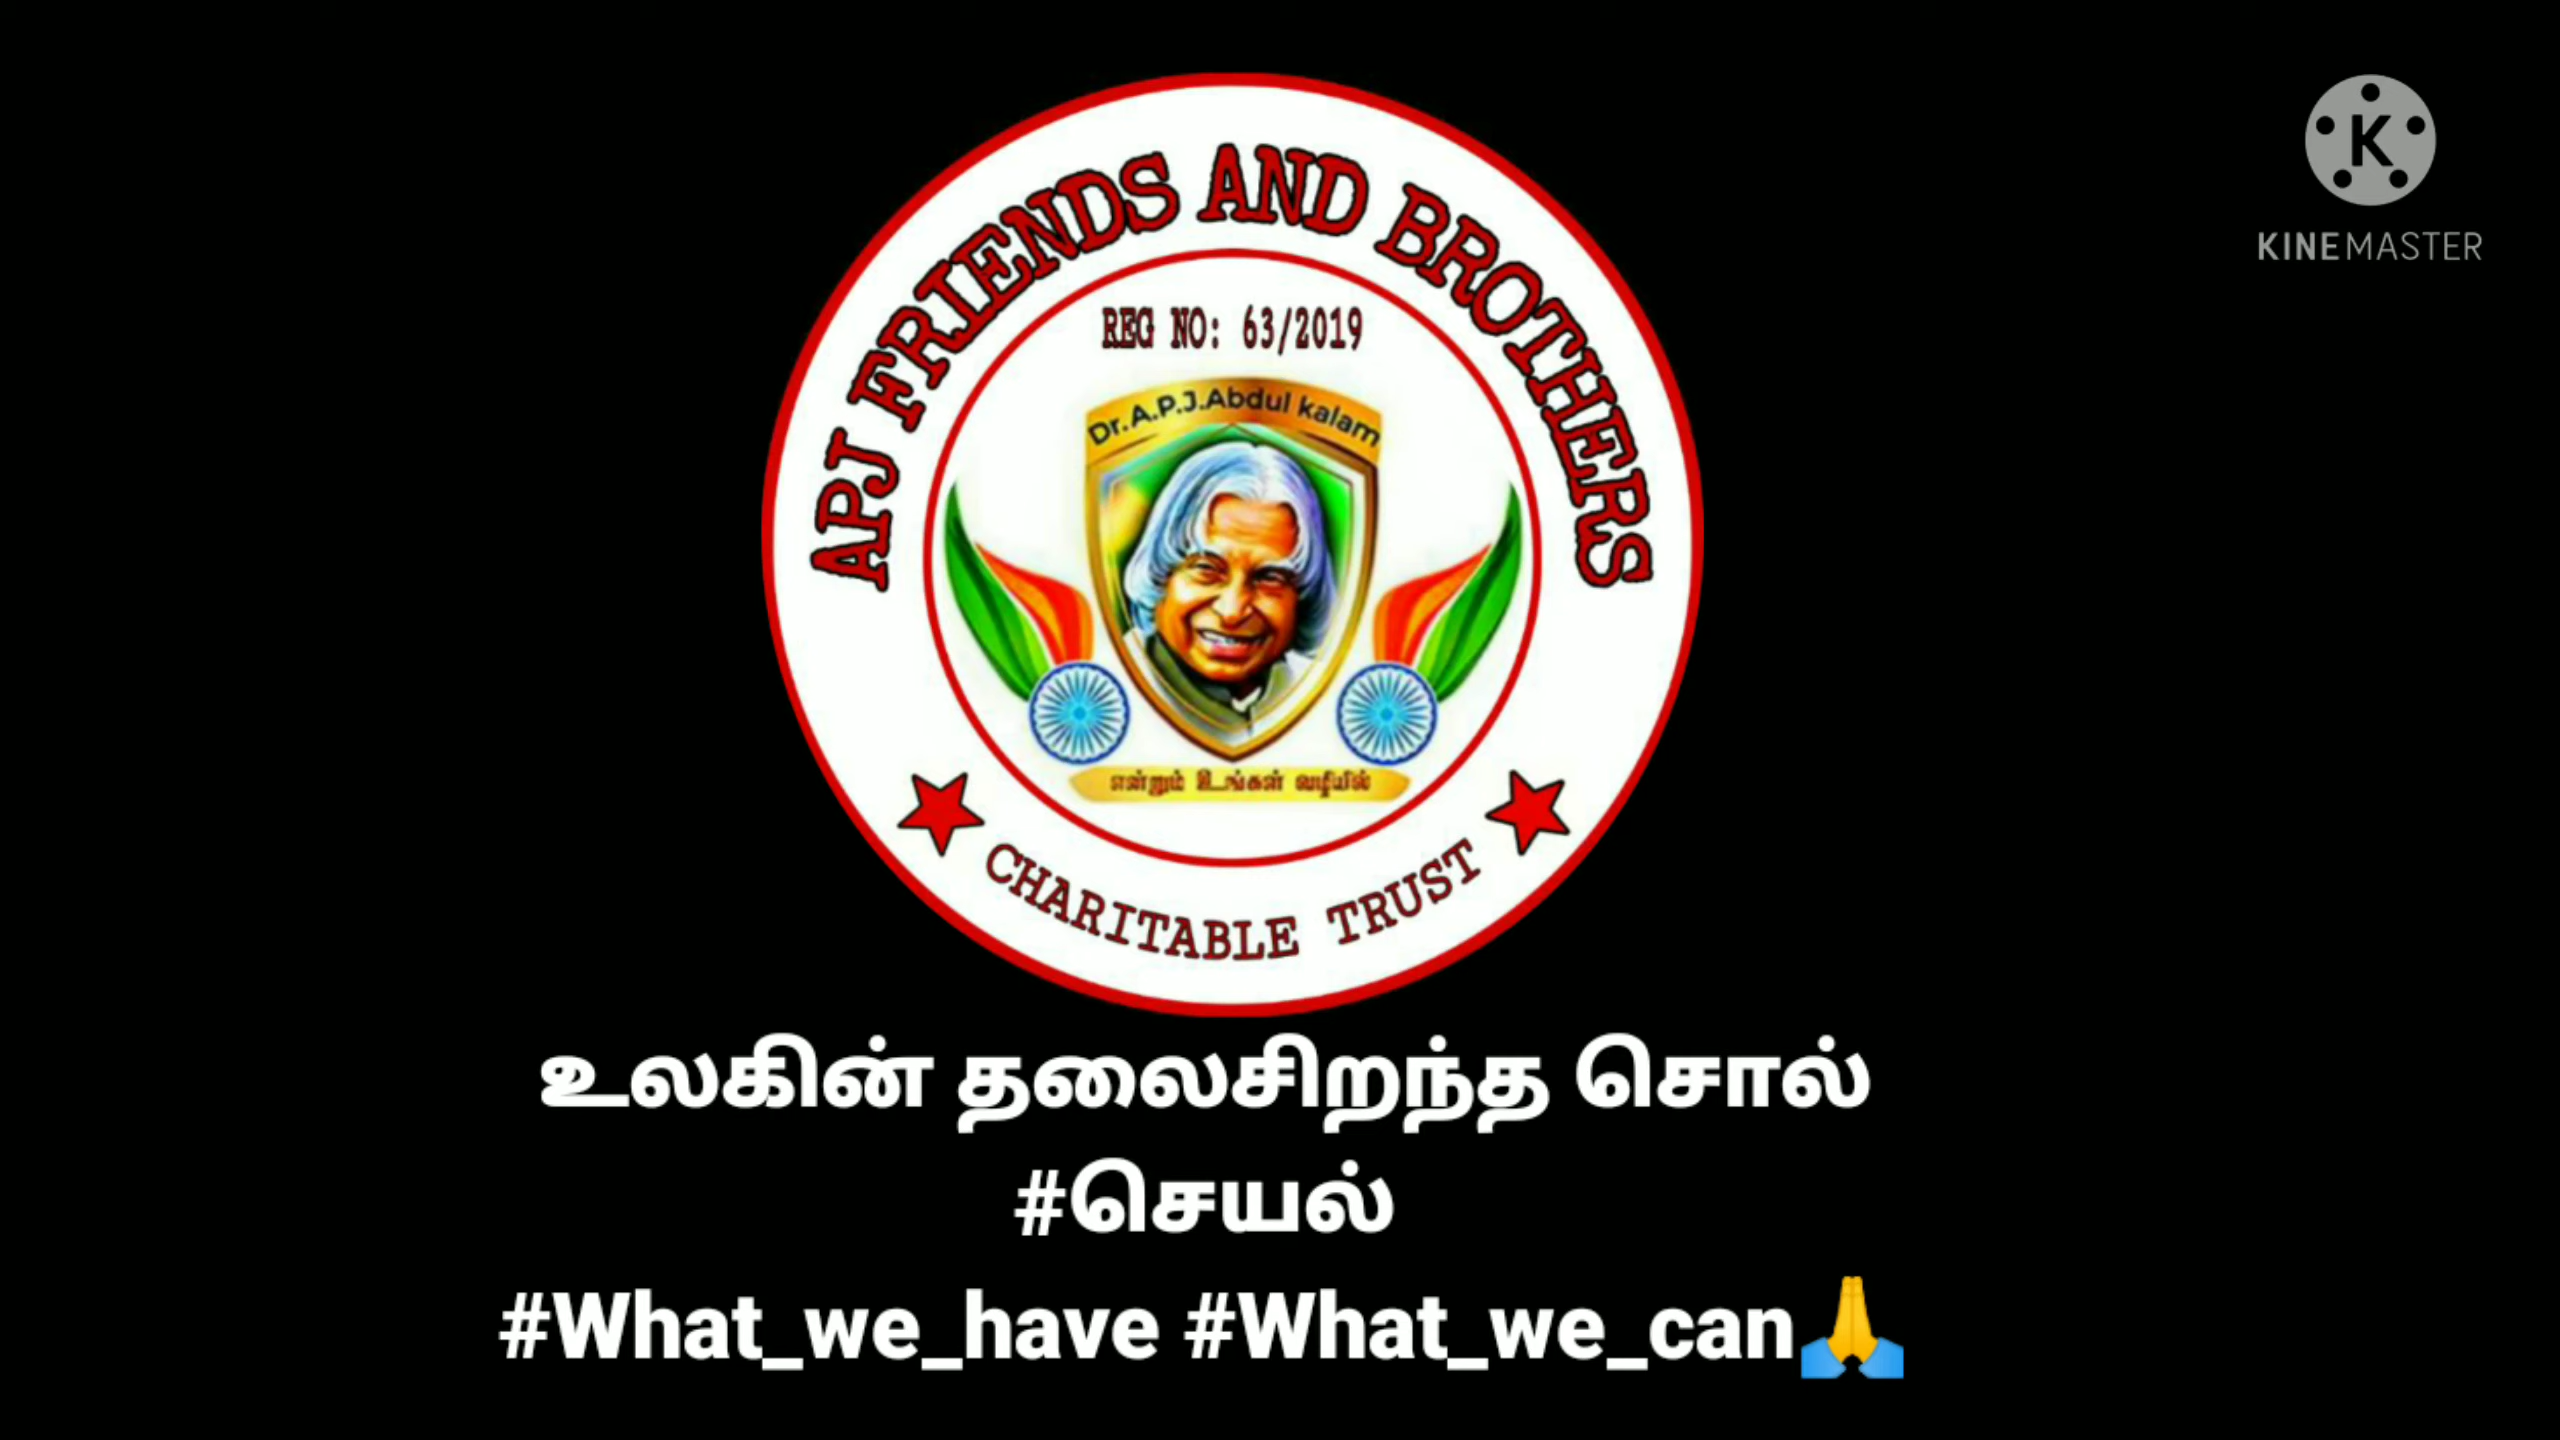 APJ FRIENDS AND BROTHERS
REG NO: 63/2019
Dr.A.P.J.Abdul kalam
என்றும் உங்கள் வழியில்
CHARITABLE TRUST
K
KINEMASTER
உலகின் தலைசிறந்த சொல்
#செயல்
#What_we_have #What_we_can🙏